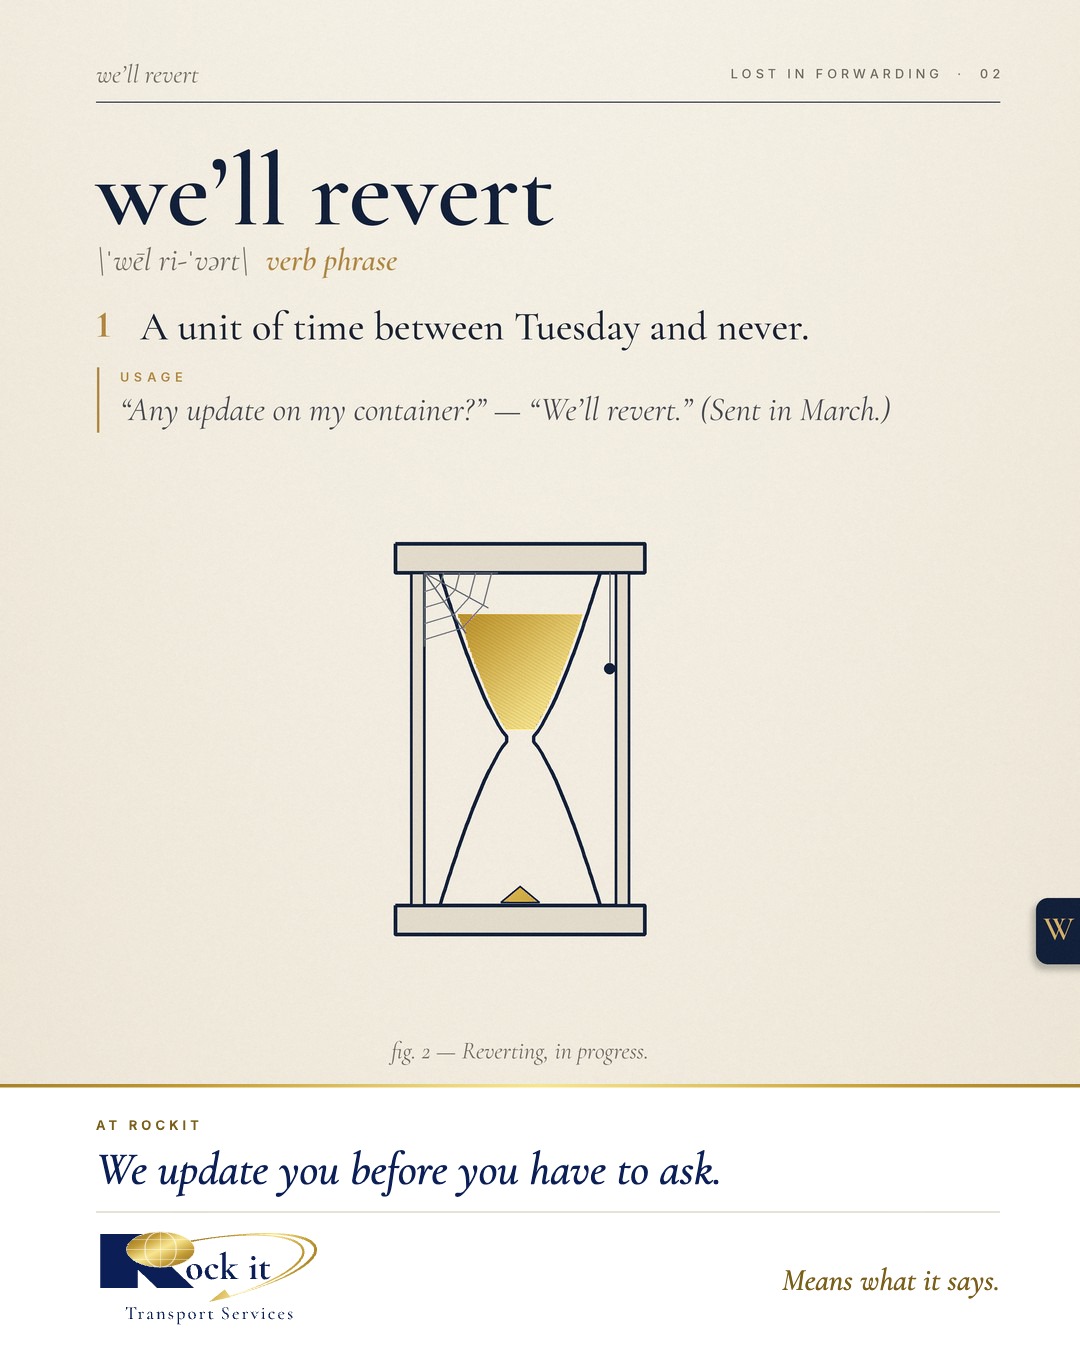 we’ll revert
LOST IN FORWARDING · 02
we’ll revert
\ˈwēl ri-ˈvərt\ verb phrase
1 A unit of time between Tuesday and never.
USAGE
“Any update on my container?” — “We’ll revert.” (Sent in March.)
W
fig. 2 — Reverting, in progress.
AT ROCKIT
We update you before you have to ask.
Rock it
Transport Services
Means what it says.